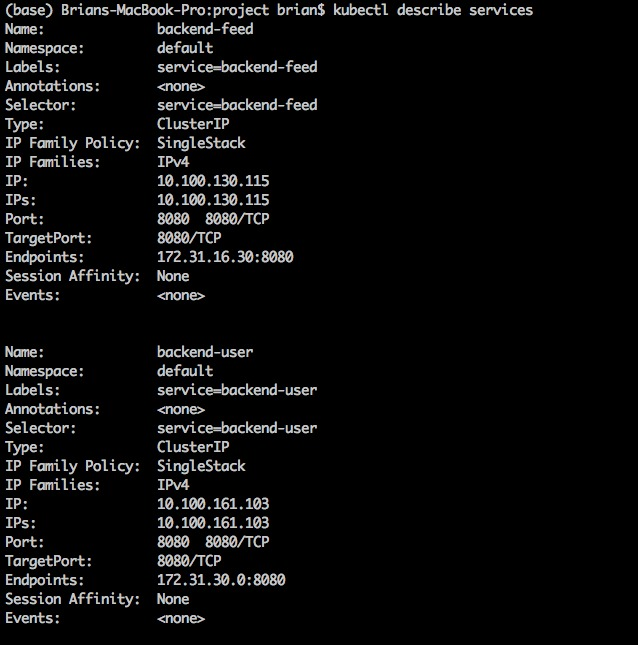 (base) Brians-MacBook-Pro:project brian$ kubectl describe services
Name: backend-feed
Namespace: default
Labels: service=backend-feed
Annotations: <none>
Selector: service=backend-feed
Type: ClusterIP
IP Family Policy: SingleStack
IP Families: IPv4
IP: 10.100.130.115
IPs: 10.100.130.115
Port: 8080 8080/TCP
TargetPort: 8080/TCP
Endpoints: 172.31.16.30:8080
Session Affinity: None
Events: <none>
Name: backend-user
Namespace: default
Labels: service=backend-user
Annotations: <none>
Selector: service=backend-user
Type: ClusterIP
IP Family Policy: SingleStack
IP Families: IPv4
IP: 10.100.161.103
IPs: 10.100.161.103
Port: 8080 8080/TCP
TargetPort: 8080/TCP
Endpoints: 172.31.30.0:8080
Session Affinity: None
Events: <none>